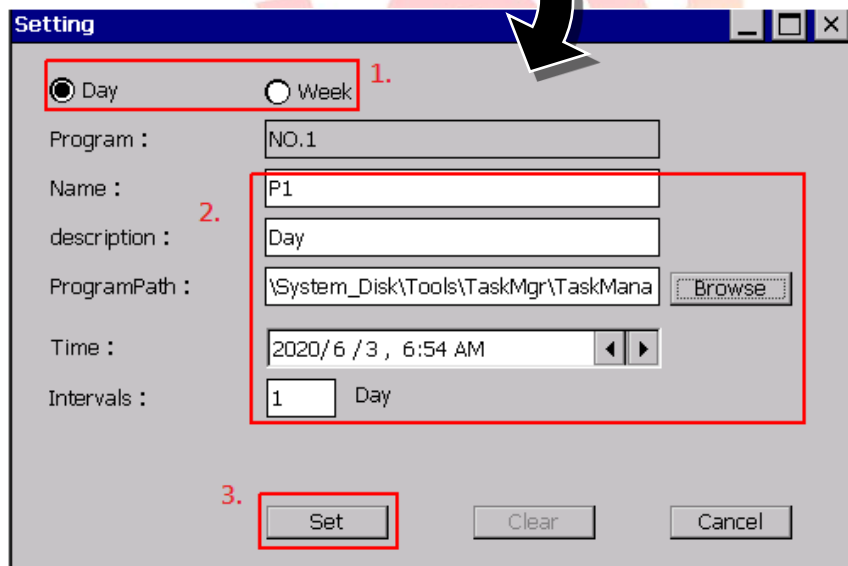 Setting
Day Week 1.
Program : NO.1
Name : P1
2.
description : Day
ProgramPath : \System_Disk\Tools\TaskMgr\TaskMana Browse
Time : 2020/ 6 /3 , 6:54 AM
Intervals : 1 Day
3.
Set Clear Cancel